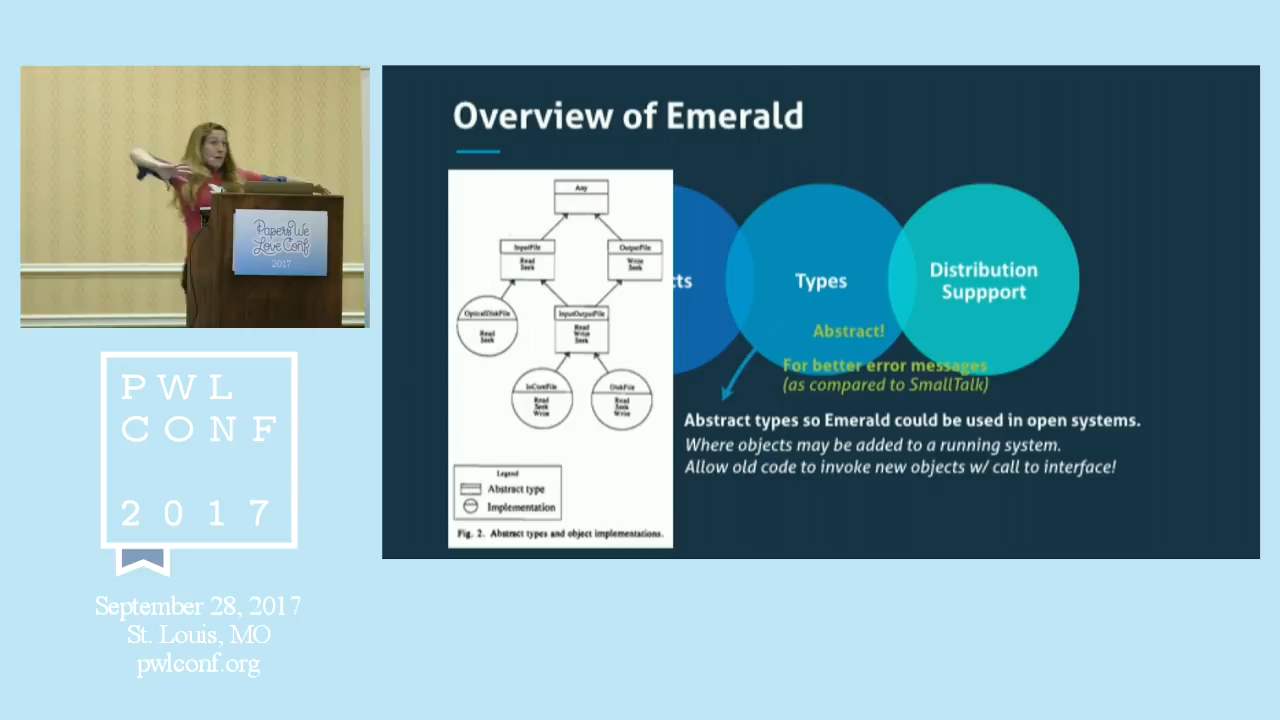 Papers We
Love Conf
2017
PWL
CONF
2017
September 28, 2017
St. Louis, MO
pwlconf.org
Overview of Emerald
Any
InputFile
Read
Seek
OutputFile
Write
Seek
OpticalDiskFile
Read
Seek
InputOutputFile
Read
Write
Seek
InCoreFile
Read
Seek
Write
DiskFile
Read
Seek
Write
Legend
Abstract type
Implementation
Fig. 2. Abstract types and object implementations.
cts
Types
Distribution
Suppport
Abstract!
For better error messages
(as compared to SmallTalk)
Abstract types so Emerald could be used in open systems.
Where objects may be added to a running system.
Allow old code to invoke new objects w/ call to interface!